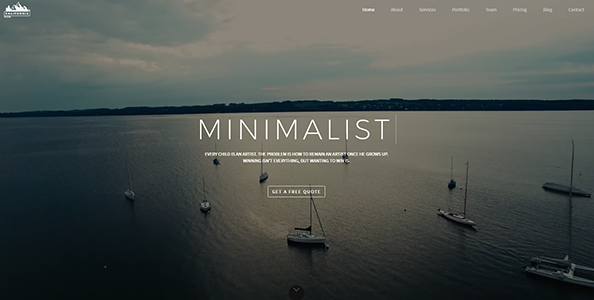 CALIFORNIA
Home About Services Portfolio Team Pricing Blog Contact
MINIMALIST
EVERY CHILD IS AN ARTIST. THE PROBLEM IS HOW TO REMAIN AN ARTIST ONCE HE GROWS UP.
WINNING ISN'T EVERYTHING, BUT WANTING TO WIN IS.
GET A FREE QUOTE